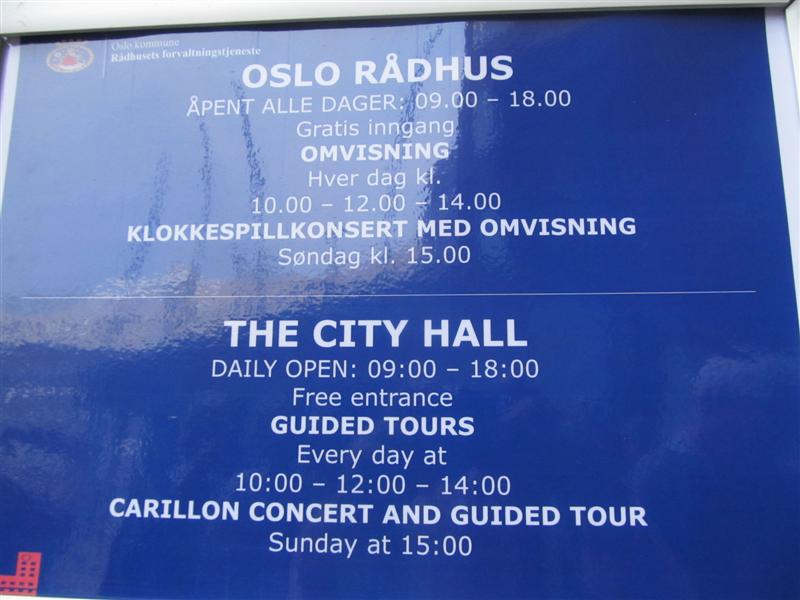 Oslo kommune
Rådhusets forvaltningstjeneste
OSLO RÅDHUS
ÅPENT ALLE DAGER: 09.00 – 18.00
Gratis inngang
OMVISNING
Hver dag kl.
10.00 – 12.00 – 14.00
KLOKKESPILLKONSERT MED OMVISNING
Søndag kl. 15.00
THE CITY HALL
DAILY OPEN: 09:00 – 18:00
Free entrance
GUIDED TOURS
Every day at
10:00 – 12:00 – 14:00
CARILLON CONCERT AND GUIDED TOUR
Sunday at 15:00